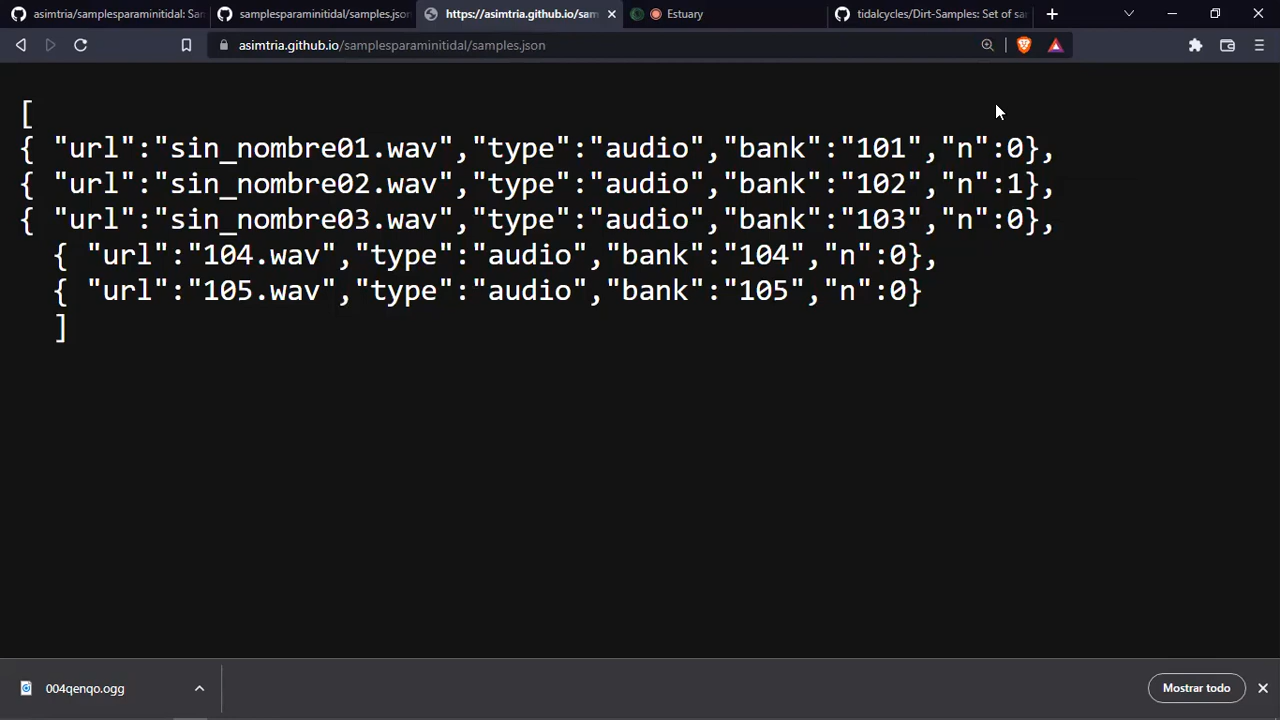 asimtria/samplesparaminitidal: Sam
samplesparaminitidal/samples.json
https://asimtria.github.io/sam
Estuary
tidalcycles/Dirt-Samples: Set of sa
asimtria.github.io/samplesparaminitidal/samples.json
[
{ "url":"sin_nombre01.wav","type":"audio","bank":"101","n":0},
{ "url":"sin_nombre02.wav","type":"audio","bank":"102","n":1},
{ "url":"sin_nombre03.wav","type":"audio","bank":"103","n":0},
{ "url":"104.wav","type":"audio","bank":"104","n":0},
{ "url":"105.wav","type":"audio","bank":"105","n":0}
]
004qenqo.ogg
Mostrar todo